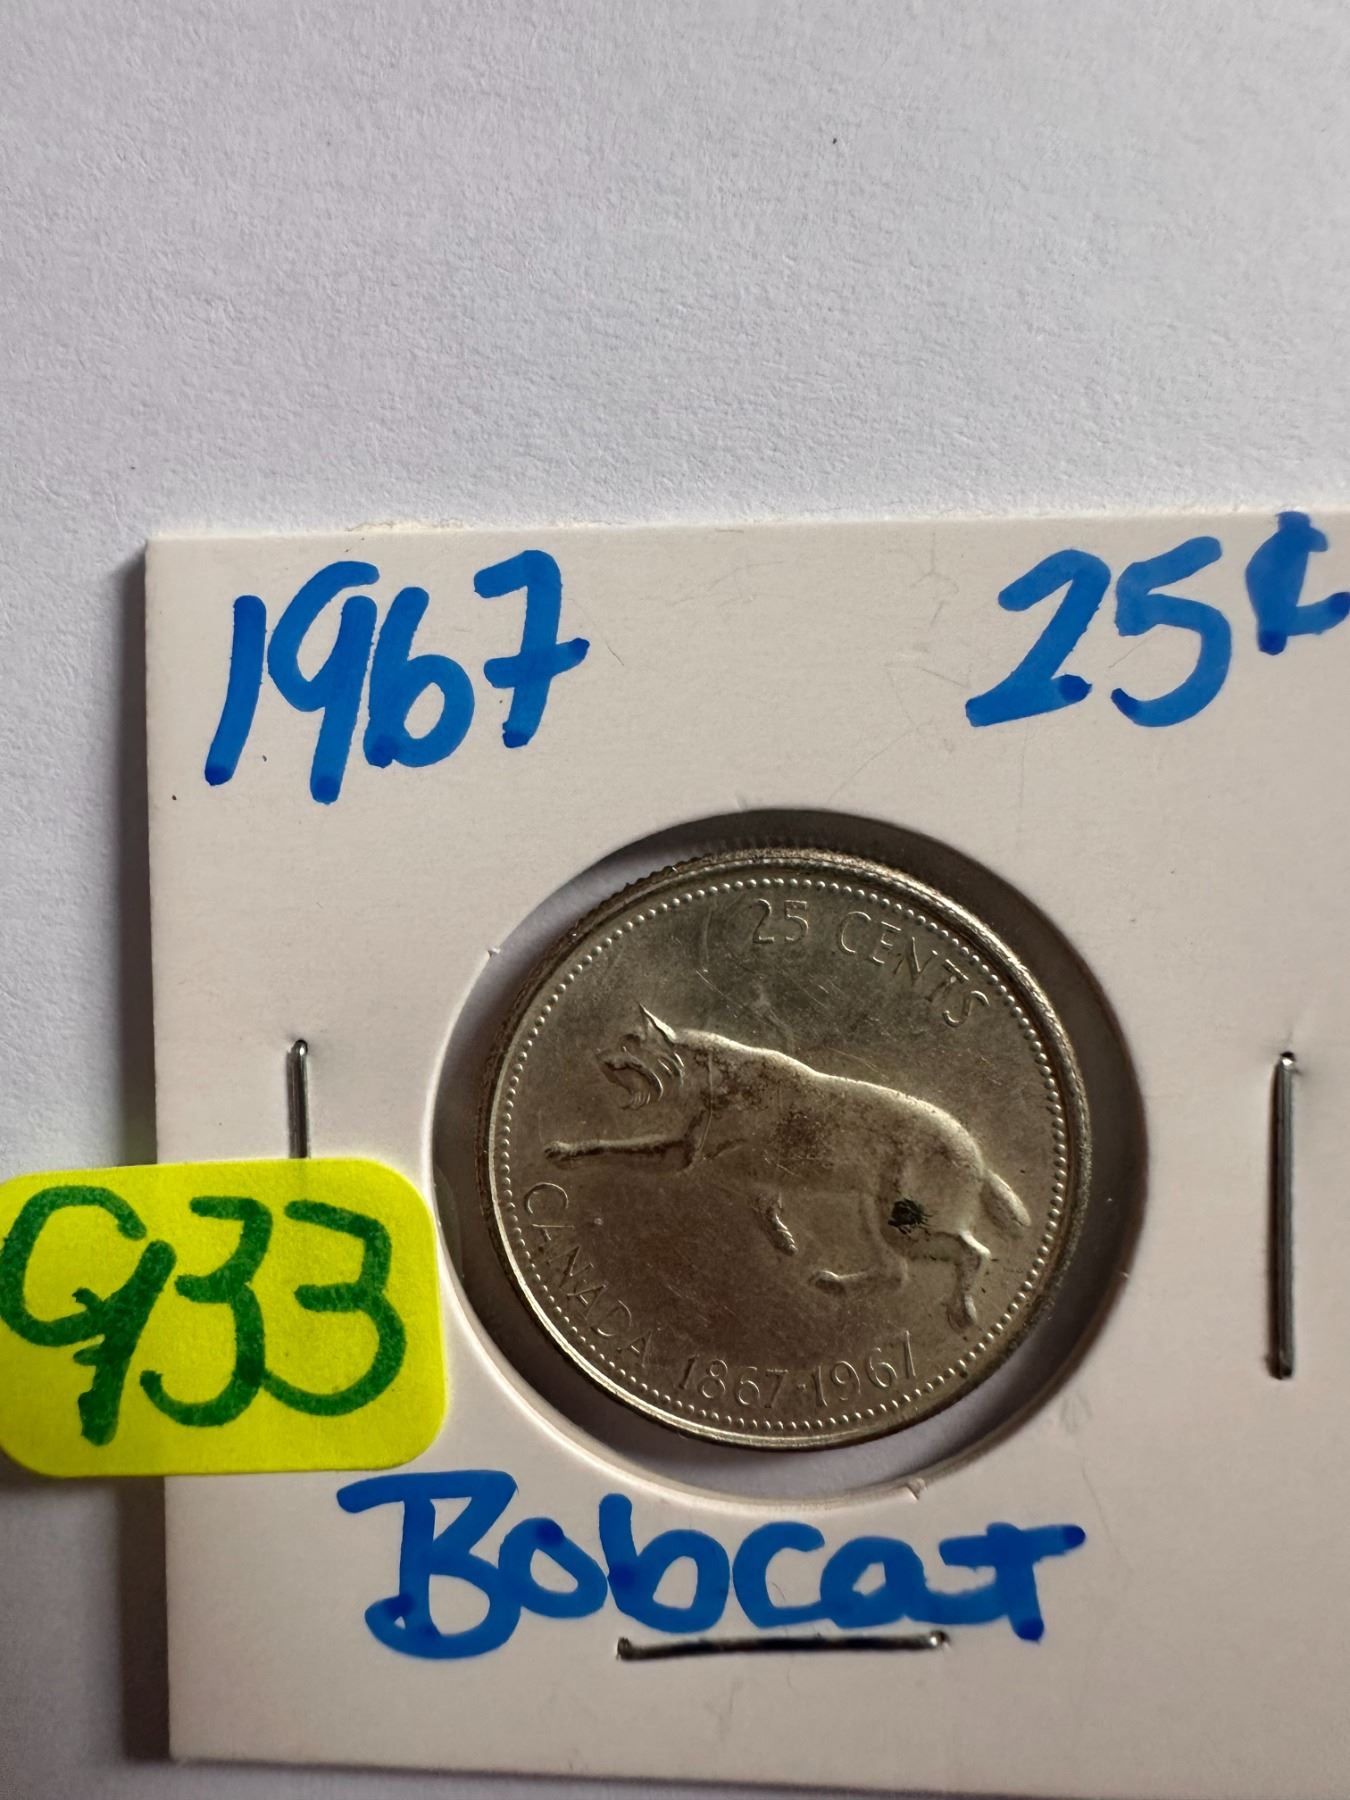 1967 25¢
25 CENTS
933
CANADA 1867·1967
Bobcat